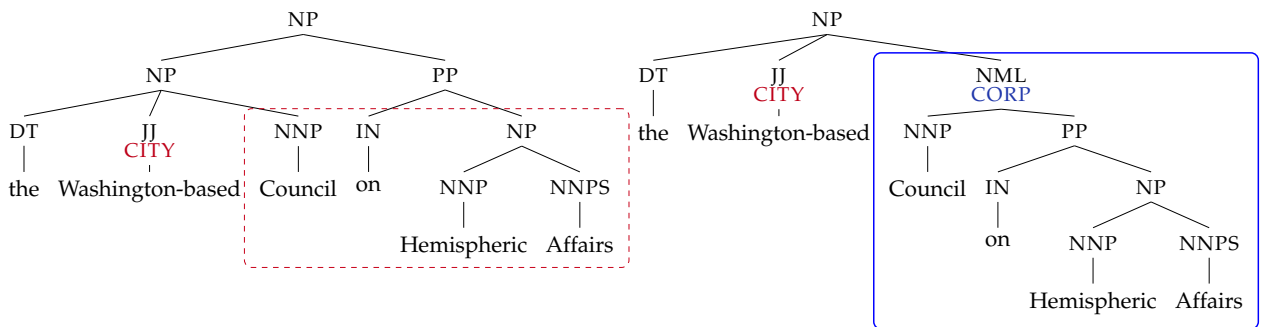 NP NP
NP PP DT JJ NML
CITY CORP
DT JJ NNP IN NP the Washington-based NNP PP
CITY
the Washington-based Council on NNP NNPS Council IN NP
Hemispheric Affairs on NNP NNPS
Hemispheric Affairs